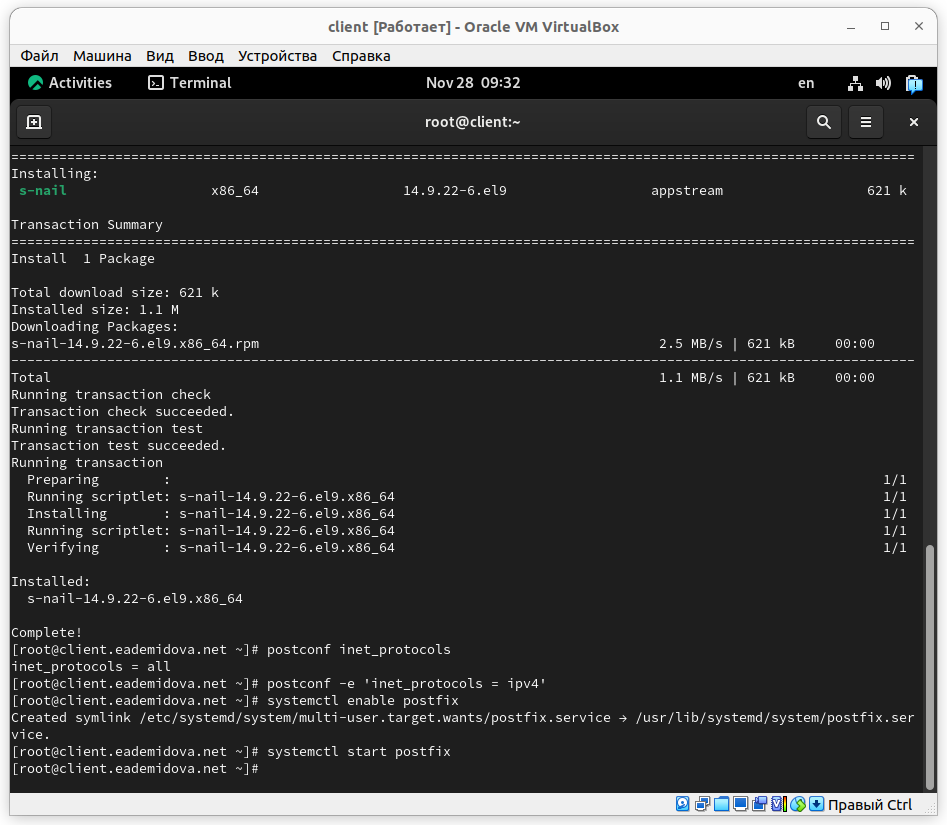 client [Работает] - Oracle VM VirtualBox
Файл Машина Вид Ввод Устройства Справка
Activities Terminal Nov 28 09:32 en
root@client:~
================================================================================================================
Installing:
 s-nail x86_64 14.9.22-6.el9 appstream 621 k
Transaction Summary
================================================================================================================
Install  1 Package
Total download size: 621 k
Installed size: 1.1 M
Downloading Packages:
s-nail-14.9.22-6.el9.x86_64.rpm 2.5 MB/s | 621 kB 00:00
----------------------------------------------------------------------------------------------------------------
Total 1.1 MB/s | 621 kB 00:00
Running transaction check
Transaction check succeeded.
Running transaction test
Transaction test succeeded.
Running transaction
  Preparing        : 1/1
  Running scriptlet: s-nail-14.9.22-6.el9.x86_64 1/1
  Installing       : s-nail-14.9.22-6.el9.x86_64 1/1
  Running scriptlet: s-nail-14.9.22-6.el9.x86_64 1/1
  Verifying        : s-nail-14.9.22-6.el9.x86_64 1/1
Installed:
  s-nail-14.9.22-6.el9.x86_64
Complete!
[root@client.eademidova.net ~]# postconf inet_protocols
inet_protocols = all
[root@client.eademidova.net ~]# postconf -e 'inet_protocols = ipv4'
[root@client.eademidova.net ~]# systemctl enable postfix
Created symlink /etc/systemd/system/multi-user.target.wants/postfix.service → /usr/lib/systemd/system/postfix.ser
vice.
[root@client.eademidova.net ~]# systemctl start postfix
[root@client.eademidova.net ~]#
Правый Ctrl